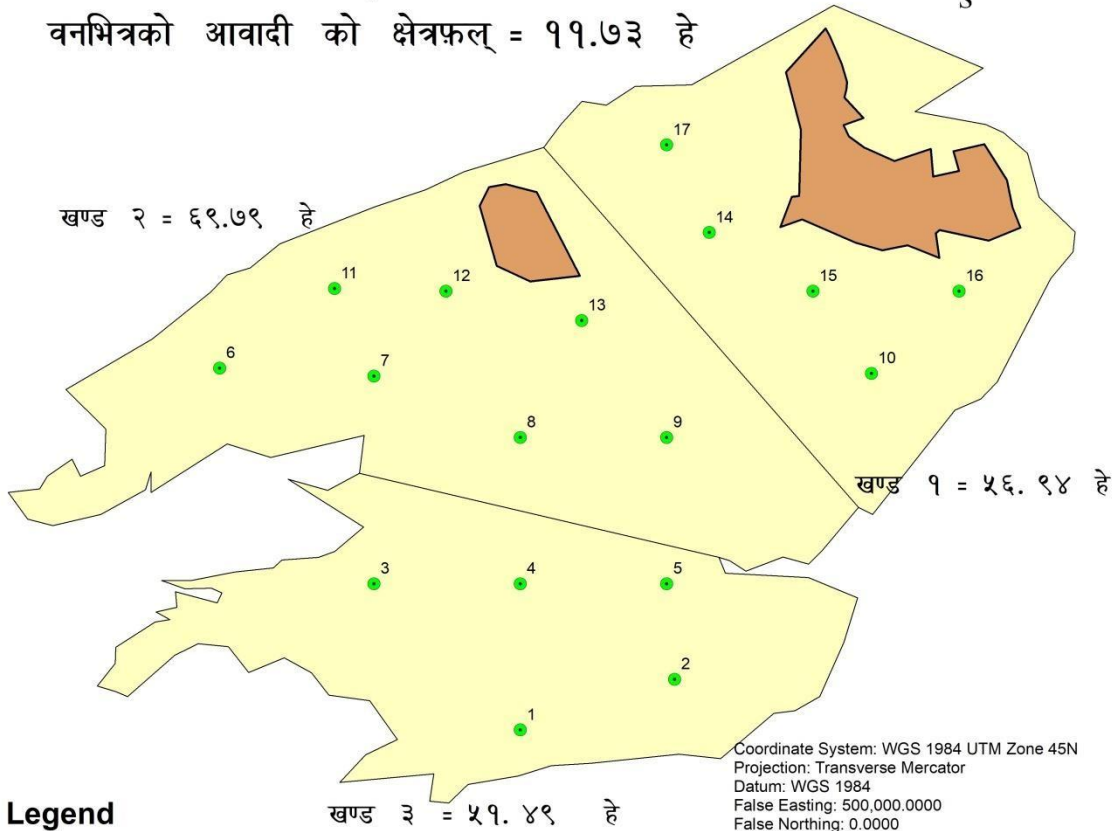 S
वनभित्रको आवादी को क्षेत्रफ़ल् = ११.७३ हे
17
खण्ड २ = ६९.७९ हे
14
11
12
15
16
13
6
7
10
8
9
खण्ड १ = ५६. ९४ हे
3
4
5
2
1
Coordinate System: WGS 1984 UTM Zone 45N
Projection: Transverse Mercator
Datum: WGS 1984
False Easting: 500,000.0000
False Northing: 0.0000
Legend
खण्ड ३ = ५१. ४९ हे